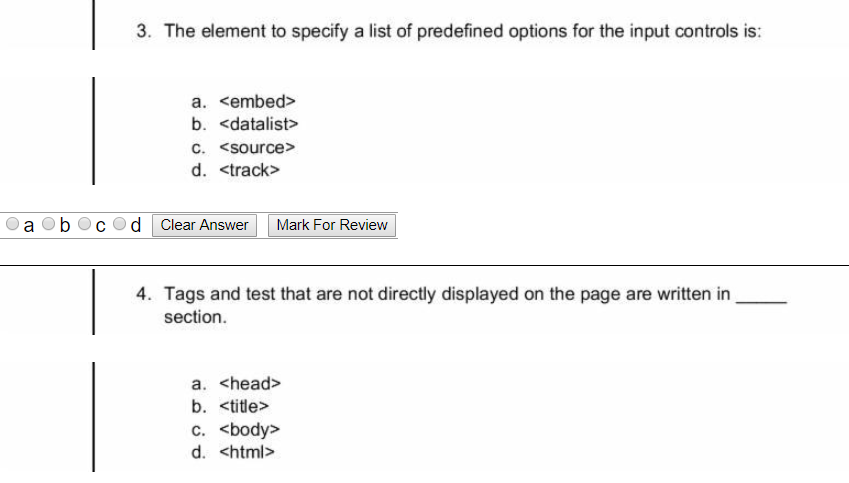 3. The element to specify a list of predefined options for the input controls is:
a. <embed>
b. <datalist>
c. <source>
d. <track>
a b c d Clear Answer Mark For Review
4. Tags and test that are not directly displayed on the page are written in _____
section.
a. <head>
b. <title>
c. <body>
d. <html>